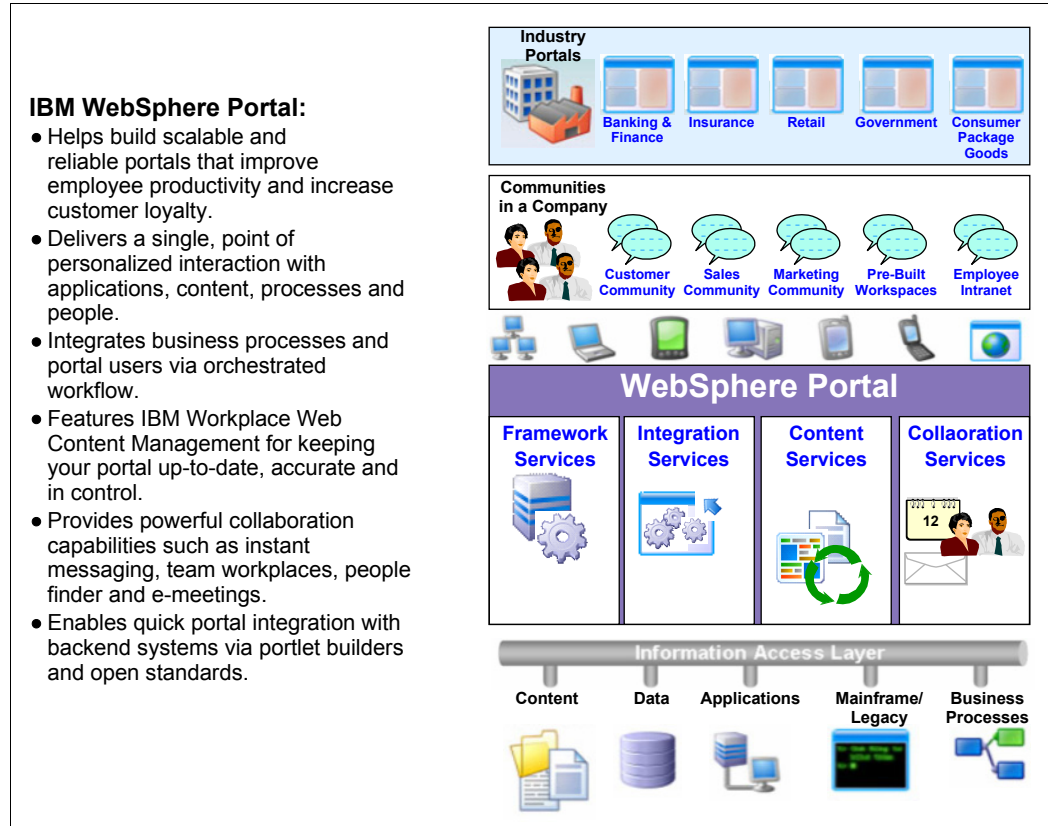 IBM WebSphere Portal:
● Helps build scalable and
reliable portals that improve
employee productivity and increase
customer loyalty.
● Delivers a single, point of
personalized interaction with
applications, content, processes and
people.
● Integrates business processes and
portal users via orchestrated
workflow.
● Features IBM Workplace Web
Content Management for keeping
your portal up-to-date, accurate and
in control.
● Provides powerful collaboration
capabilities such as instant
messaging, team workplaces, people
finder and e-meetings.
● Enables quick portal integration with
backend systems via portlet builders
and open standards.
Industry
Portals
Banking &
Finance
Insurance
Retail
Government
Consumer
Package
Goods
Communities
in a Company
Customer
Community
Sales
Community
Marketing
Community
Pre-Built
Workspaces
Employee
Intranet
WebSphere Portal
Framework
Services
Integration
Services
Content
Services
Collaoration
Services
12
Information Access Layer
Content
Data
Applications
Mainframe/
Legacy
Business
Processes